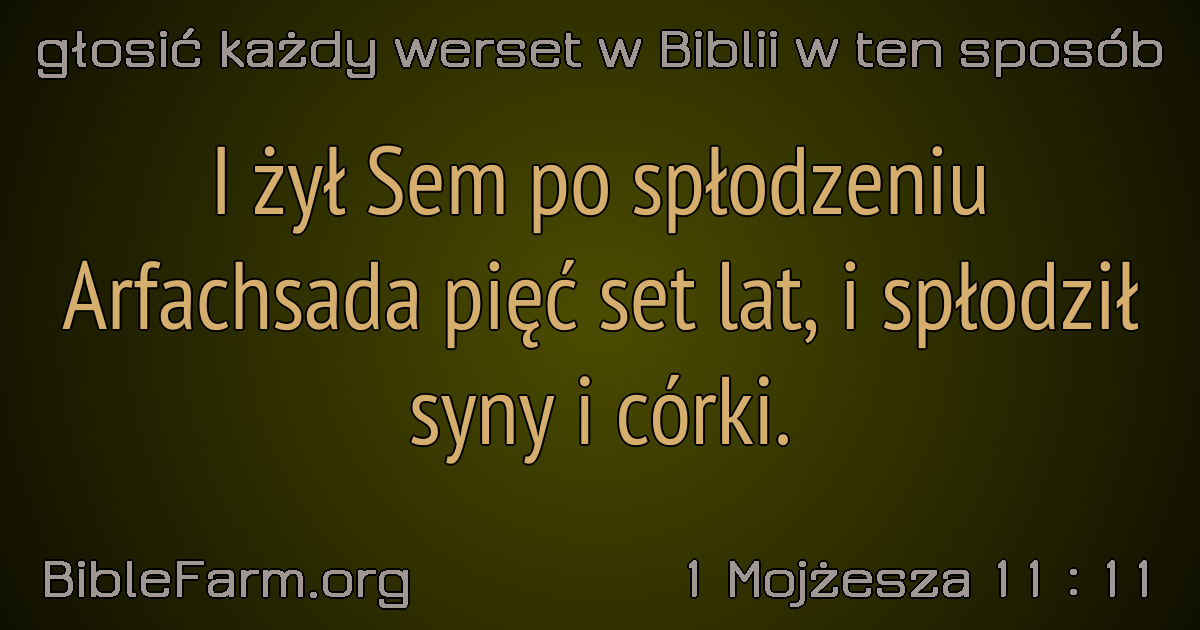 głosić każdy werset w Biblii w ten sposób
I żył Sem po spłodzeniu
Arfachsada pięć set lat, i spłodził
syny i córki.
BibleFarm.org
1 Mojżesza 11 : 11